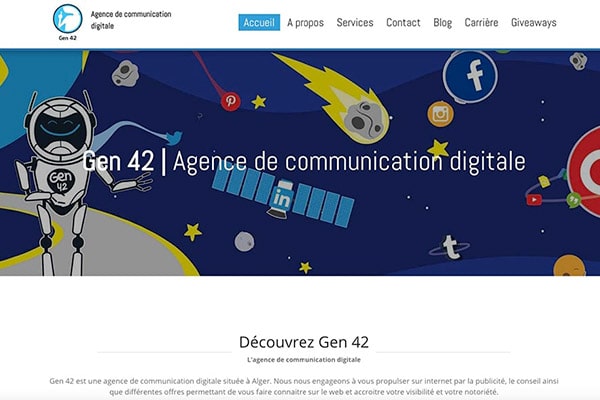 Gen 42
Agence de communication
digitale
Accueil A propos Services Contact Blog Carrière Giveaways
Gen 42 | Agence de communication digitale
Gen
42
in
Découvrez Gen 42
L'agence de communication digitale
Gen 42 est une agence de communication digitale située à Alger. Nous nous engageons à vous propulser sur internet par la publicité, le conseil ainsi
que différentes offres permettant de vous faire connaitre sur le web et accroitre votre visibilité et votre notoriété.